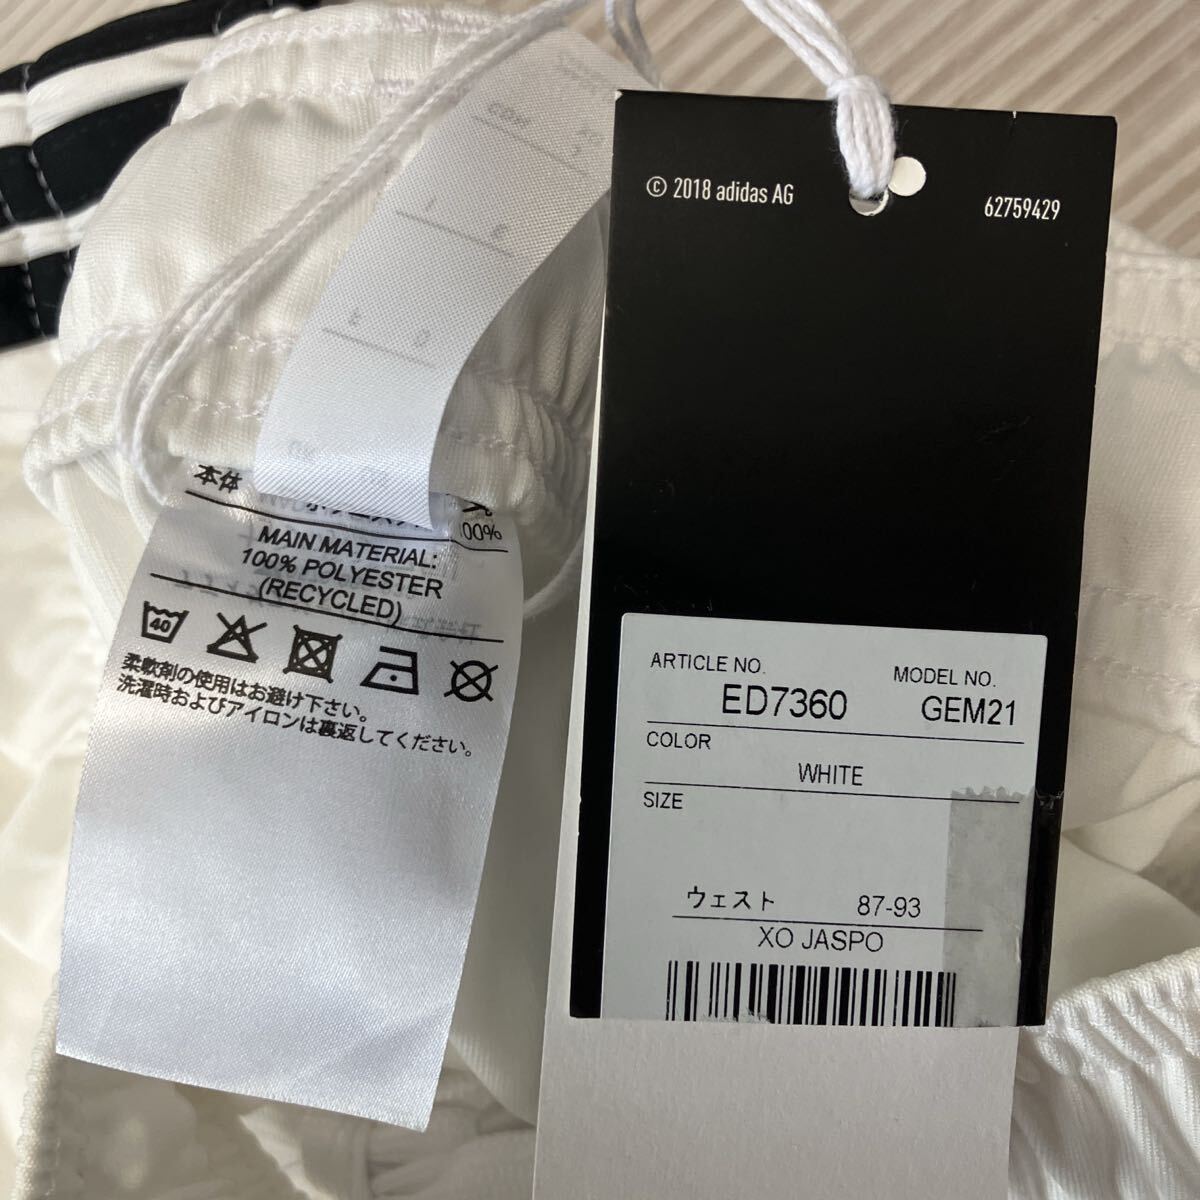 © 2018 adidas AG
62759429
本体
00%
MAIN MATERIAL:
100% POLYESTER
(RECYCLED)
40
柔軟剤の使用はお避け下さい。
洗濯時およびアイロンは裏返してください。
ARTICLE NO.
ED7360
MODEL NO.
GEM21
COLOR
WHITE
SIZE
ウェスト 87-93
XO JASPO